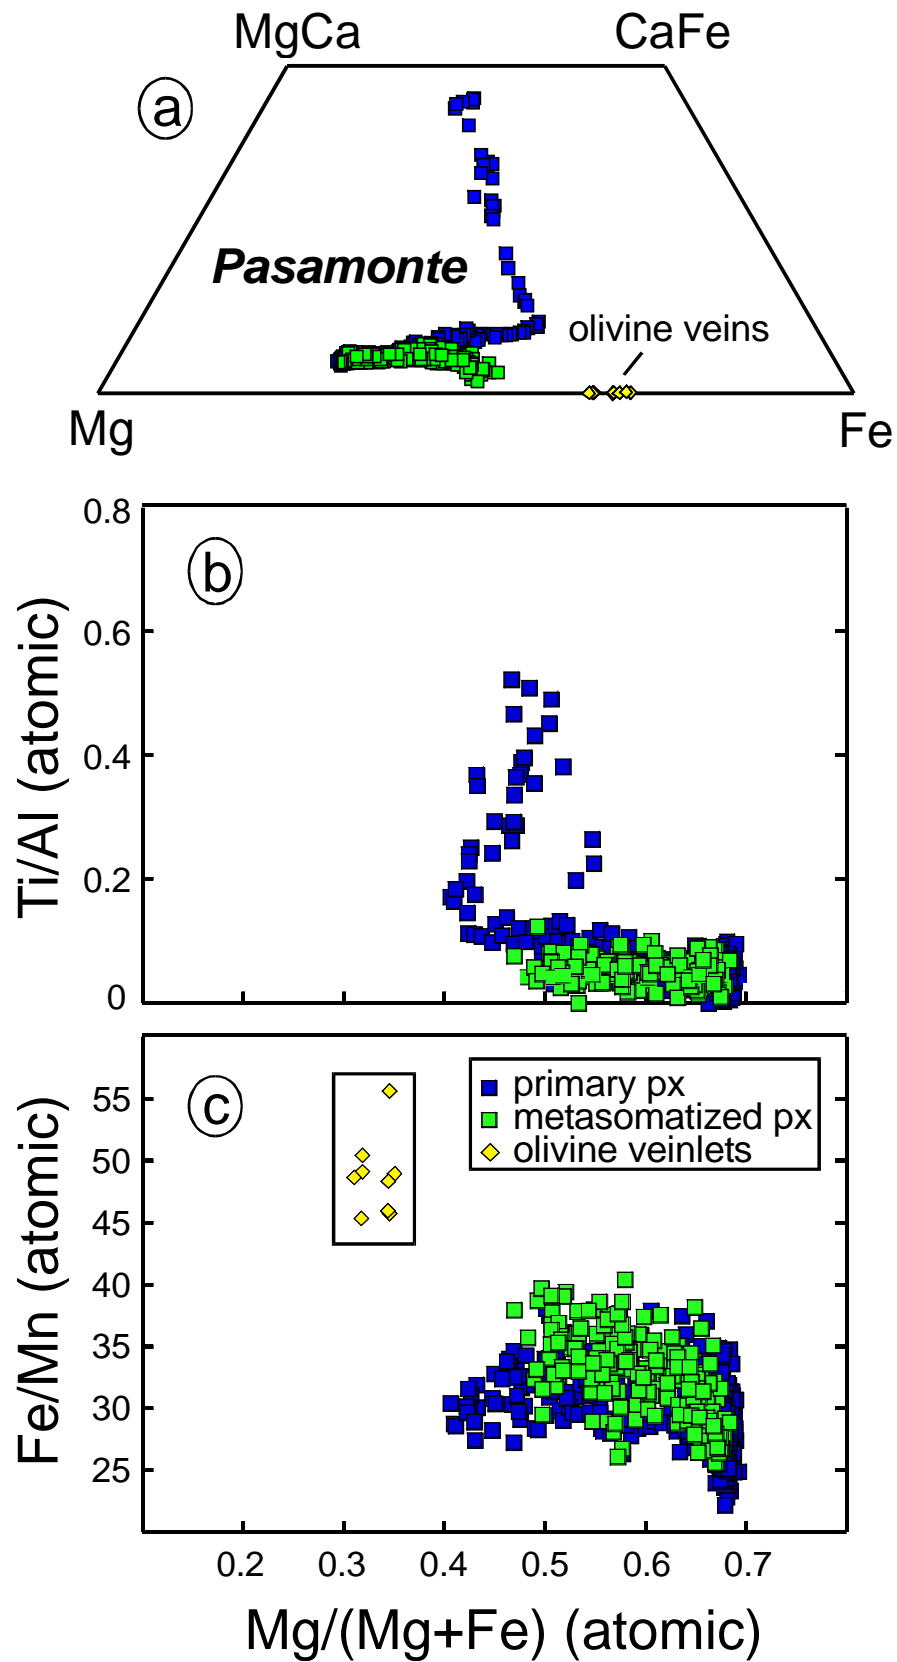 MgCa CaFe
a
Pasamonte
olivine veins
Mg Fe
0.8
b
0.6
0.4
0.2
0
Ti/Al (atomic)
c
primary px
metasomatized px
olivine veinlets
55
50
45
40
35
30
25
Fe/Mn (atomic)
0.2 0.3 0.4 0.5 0.6 0.7
Mg/(Mg+Fe) (atomic)